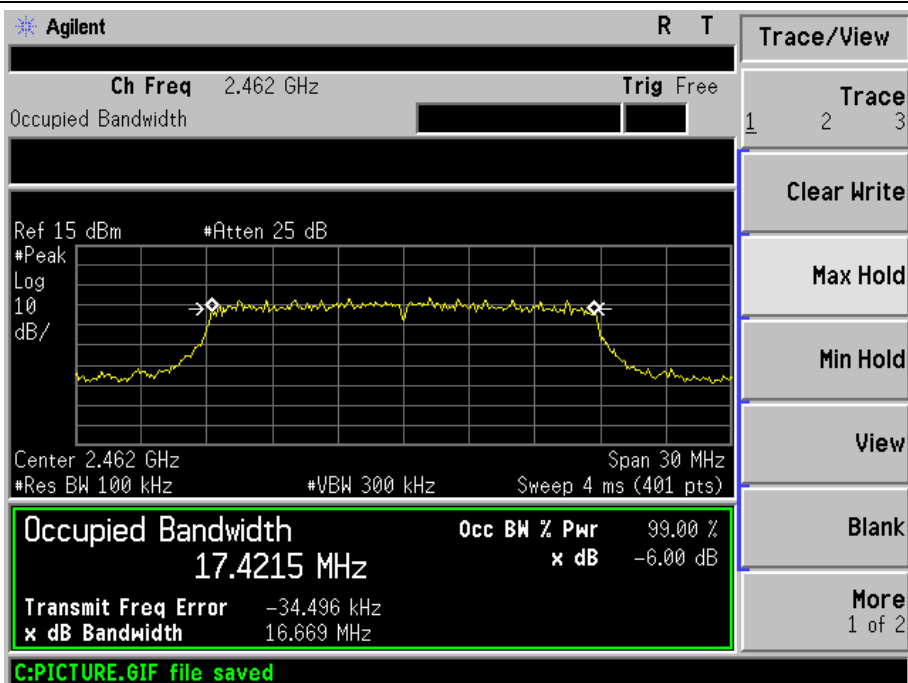 Agilent R T
Ch Freq 2.462 GHz Trig Free
Occupied Bandwidth
Ref 15 dBm #Atten 25 dB
#Peak
Log
10
dB/
Center 2.462 GHz Span 30 MHz
#Res BW 100 kHz #VBW 300 kHz Sweep 4 ms (401 pts)
Occupied Bandwidth Occ BW % Pwr 99.00 %
17.4215 MHz x dB -6.00 dB
Transmit Freq Error -34.496 kHz
x dB Bandwidth 16.669 MHz
C:PICTURE.GIF file saved
Trace/View
Trace
1 2 3
Clear Write
Max Hold
Min Hold
View
Blank
More
1 of 2